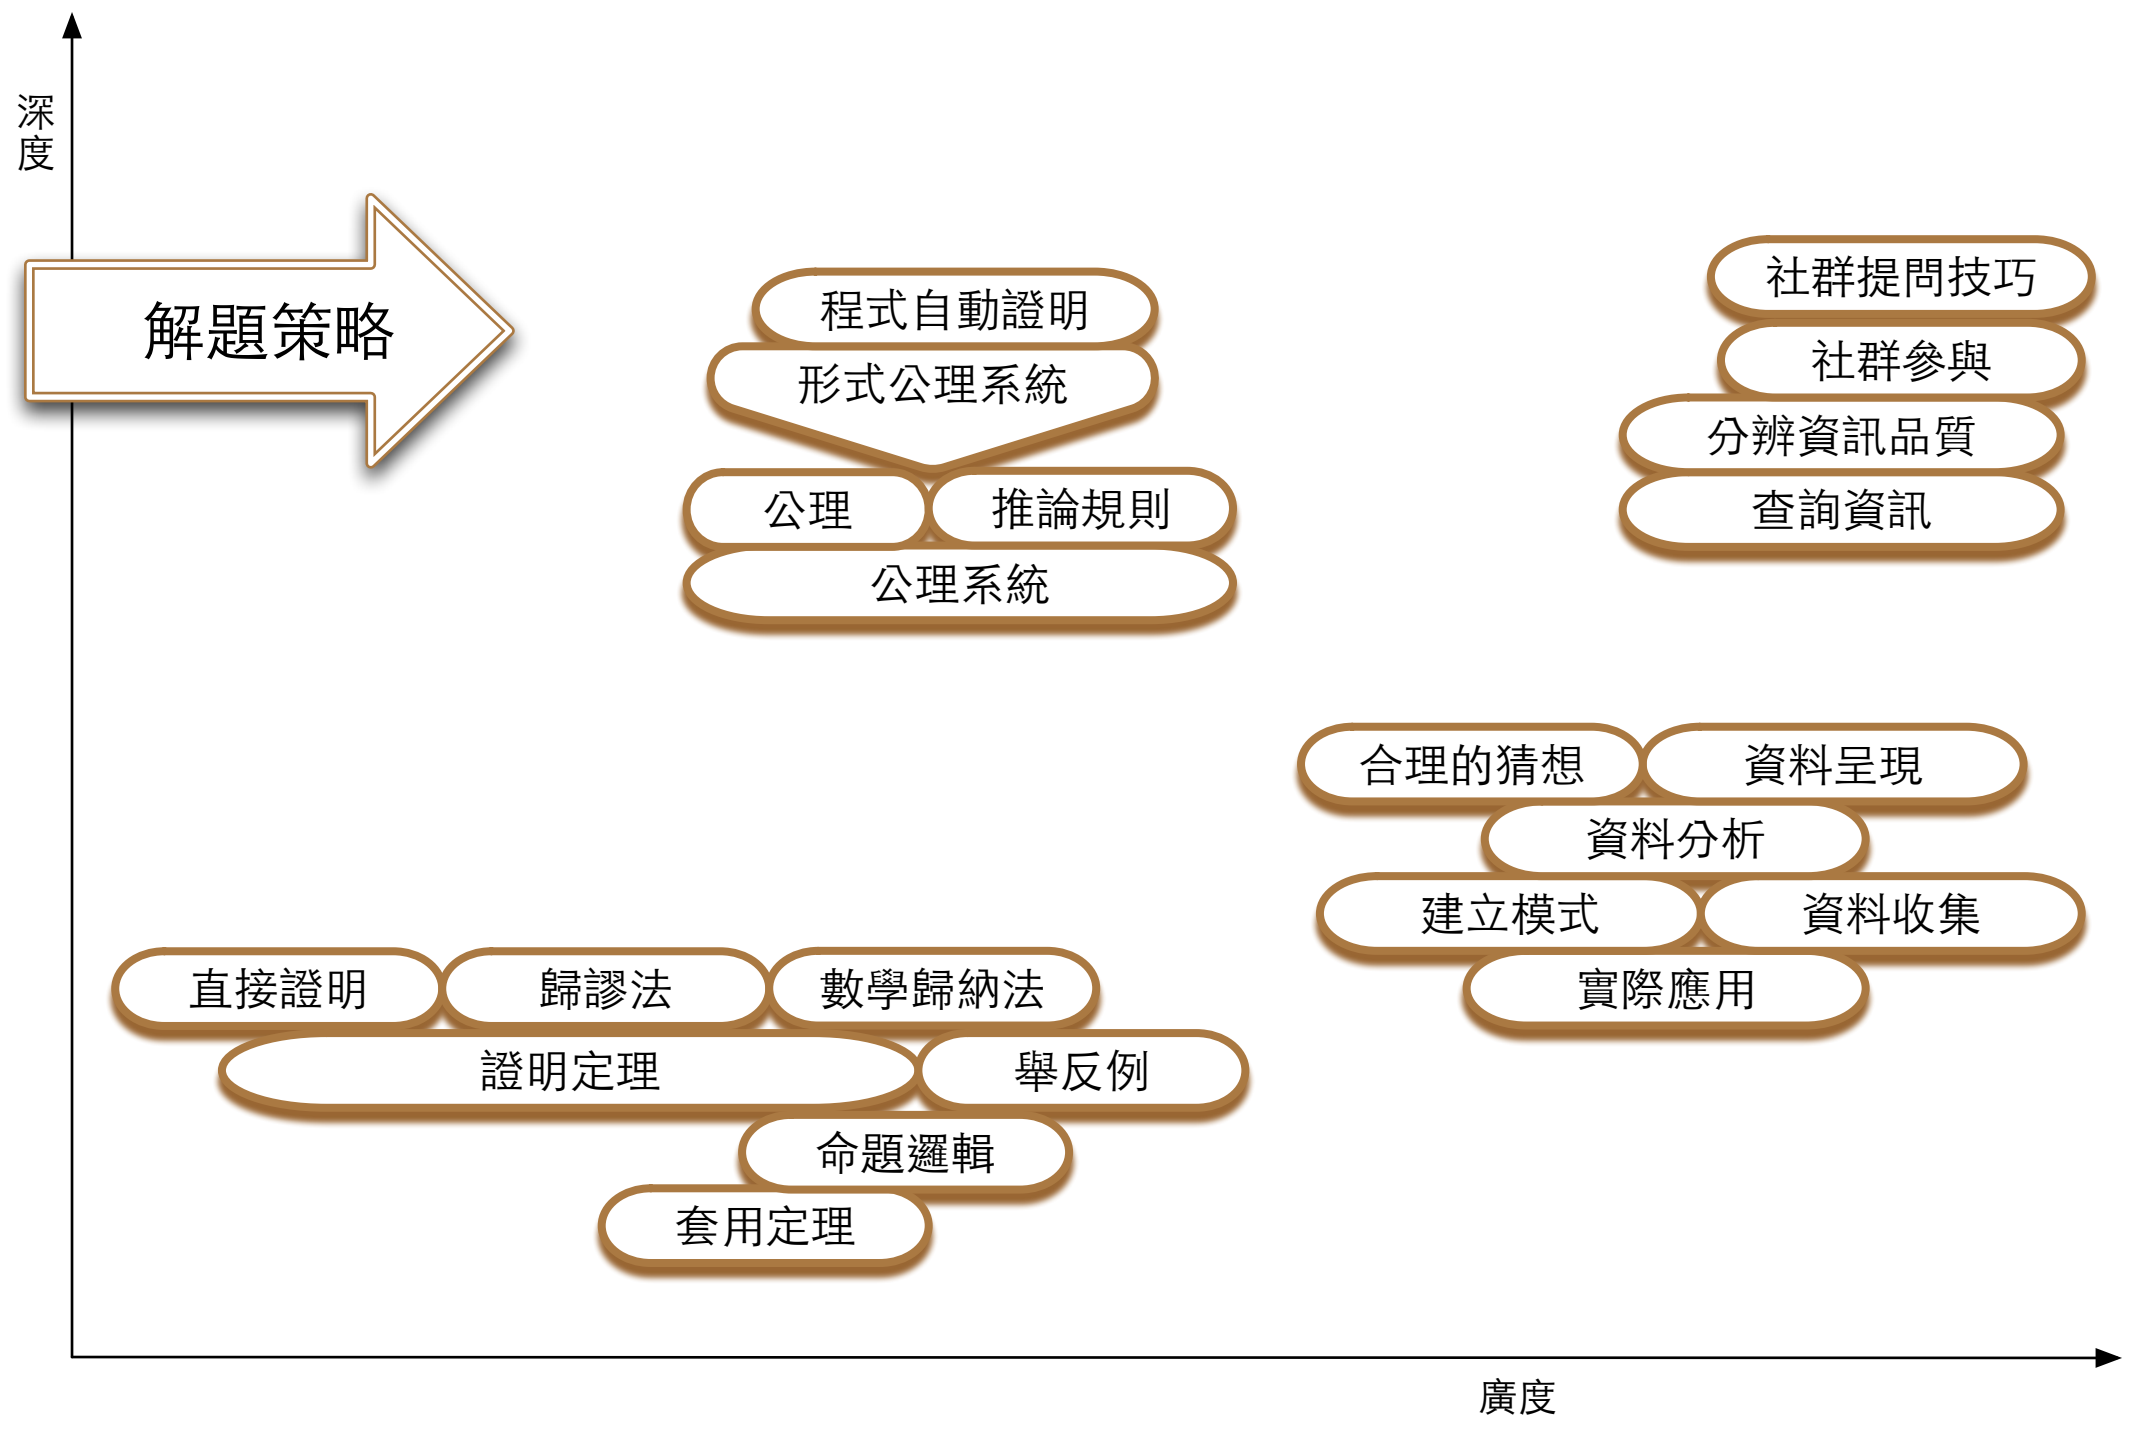 深度
解題策略
程式自動證明
形式公理系統
公理
推論規則
公理系統
社群提問技巧
社群參與
分辨資訊品質
查詢資訊
合理的猜想
資料呈現
資料分析
建立模式
資料收集
實際應用
直接證明
歸謬法
數學歸納法
證明定理
舉反例
命題邏輯
套用定理
廣度